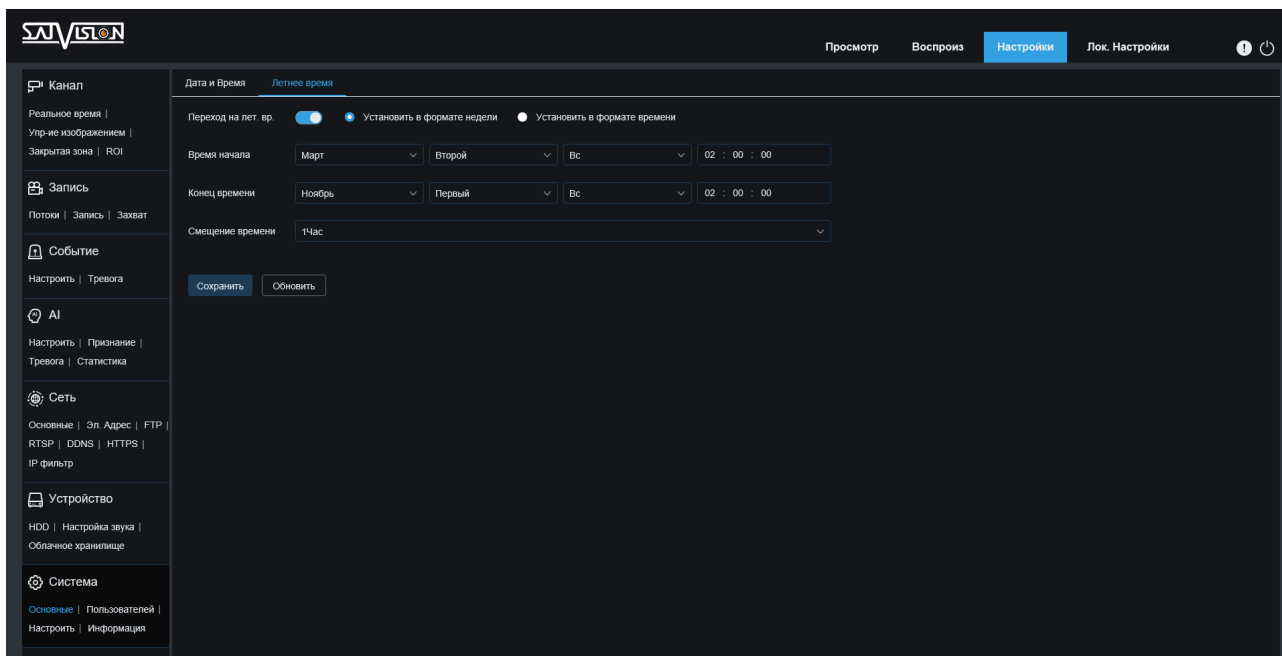 SATVISION
Просмотр Воспроиз Настройки Лок. Настройки
Канал
Реальное время |
Упр-ие изображением |
Закрытая зона | ROI
Запись
Потоки | Запись | Захват
Событие
Настроить | Тревога
AI
Настроить | Признание |
Тревога | Статистика
Сеть
Основные | Эл. Адрес | FTP |
RTSP | DDNS | HTTPS |
IP фильтр
Устройство
HDD | Настройка звука |
Облачное хранилище
Система
Основные | Пользователей |
Настроить | Информация
Дата и Время Летнее время
Переход на лет. вр. Установить в формате недели Установить в формате времени
Время начала Март Второй Вс 02 : 00 : 00
Конец времени Ноябрь Первый Вс 02 : 00 : 00
Смещение времени 1Час
Сохранить Обновить